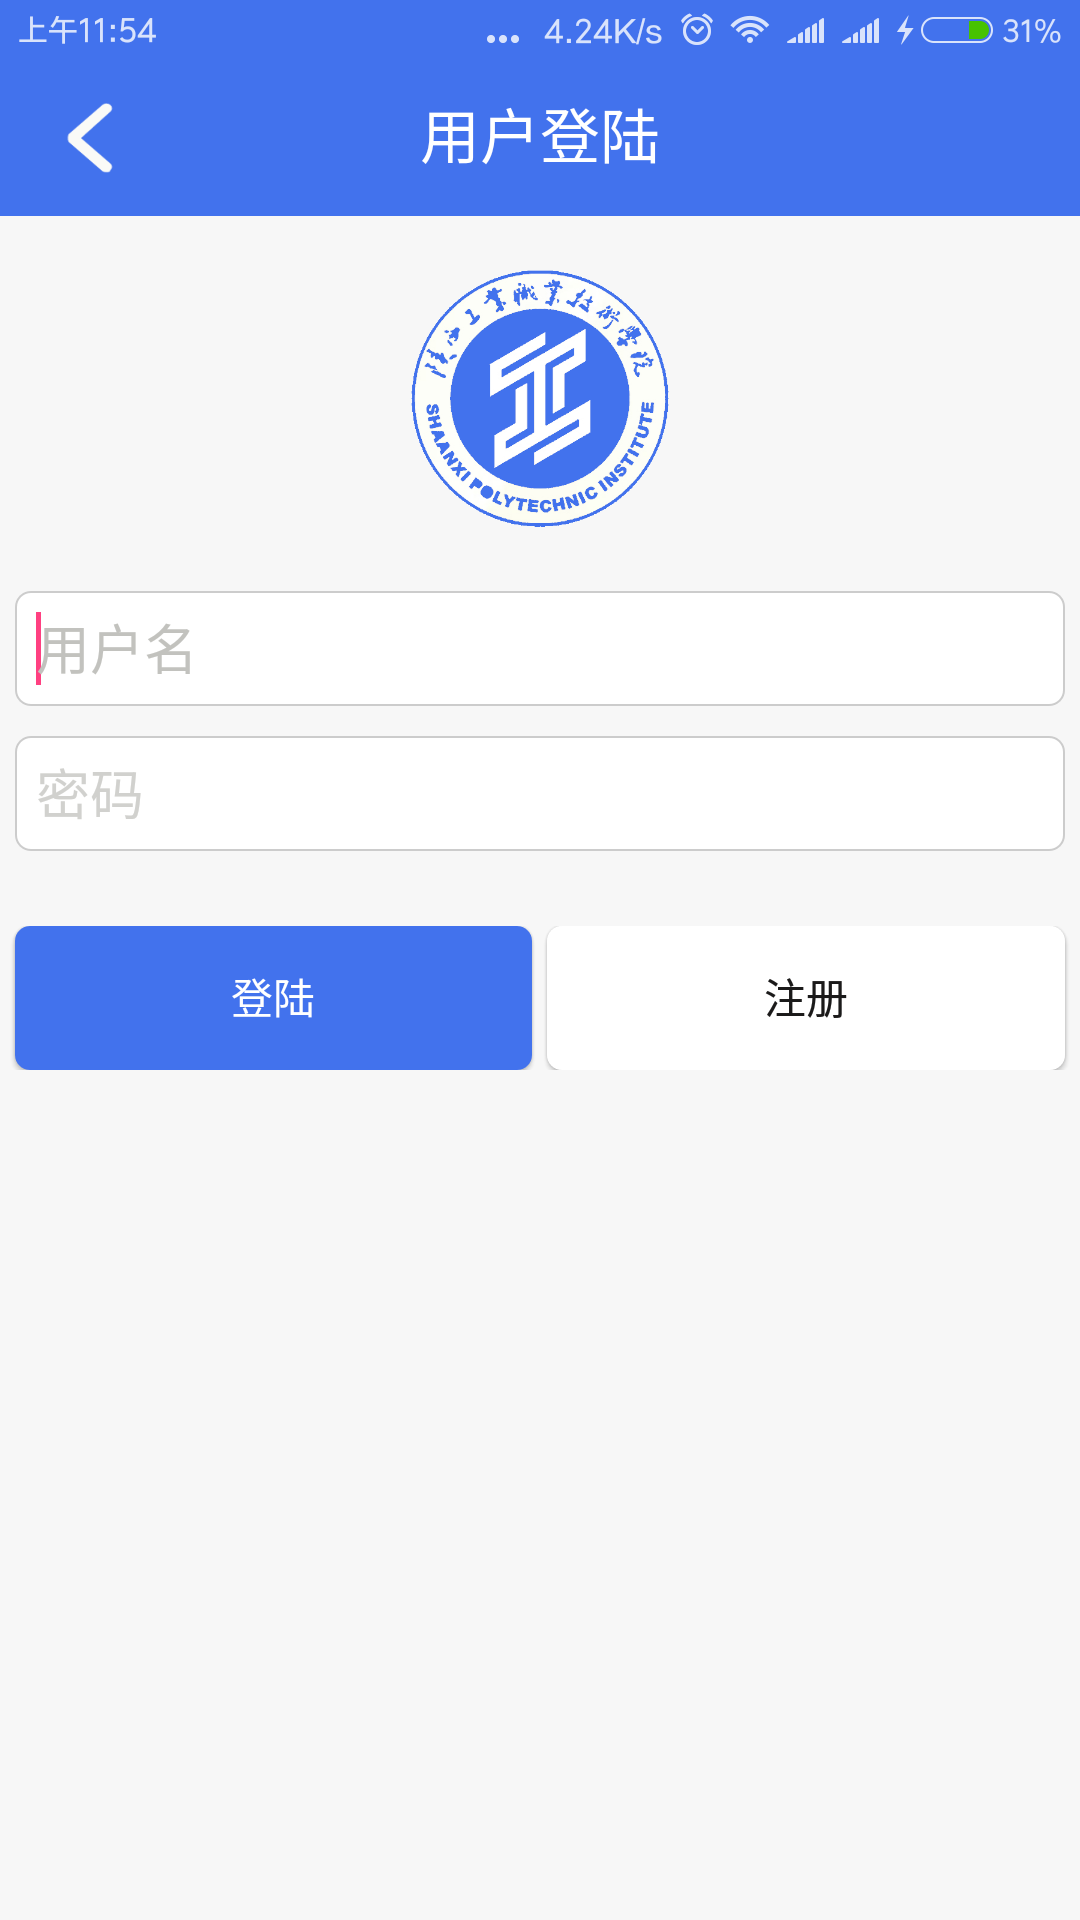 上午11:54 ... 4.24K/s 31%
用户登陆
陕西工业职业技术学院
SHAANXI POLYTECHNIC INSTITUTE
用户名
密码
登陆 注册